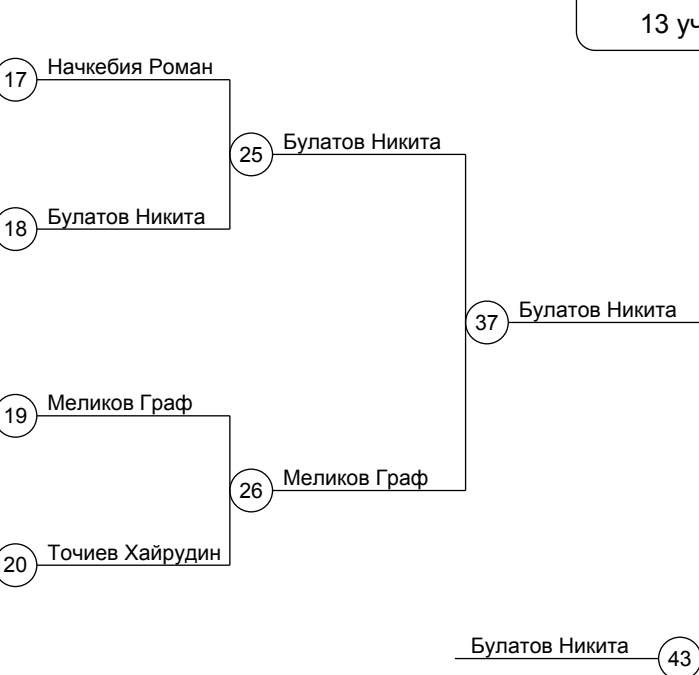 13 уч
17 Начкебия Роман
25 Булатов Никита
18 Булатов Никита
37 Булатов Никита
19 Меликов Граф
26 Меликов Граф
20 Точиев Хайрудин
Булатов Никита 43